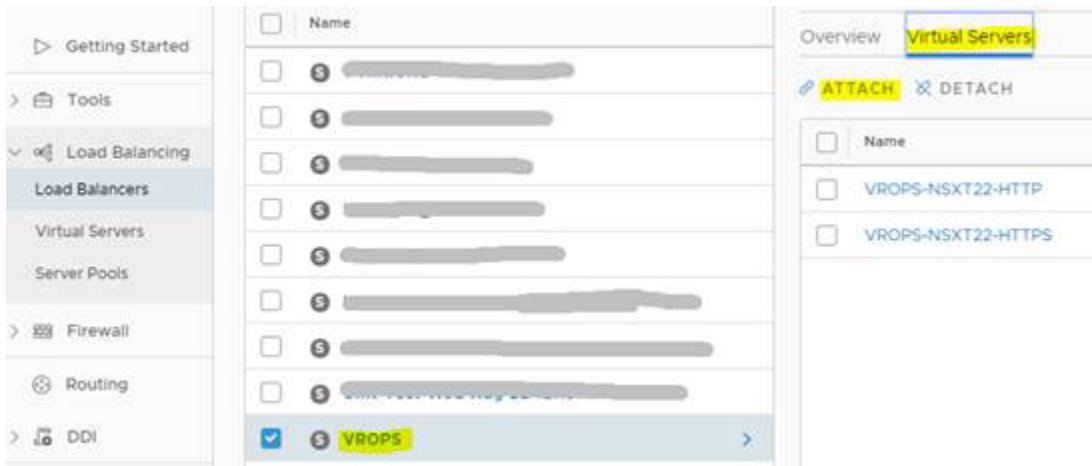 Getting Started
Tools
Load Balancing
Load Balancers
Virtual Servers
Server Pools
Firewall
Routing
DDI
Name
S
S
S
S
S
S
S
S
S VROPS
Overview Virtual Servers
ATTACH DETACH
Name
VROPS-NSXT22-HTTP
VROPS-NSXT22-HTTPS